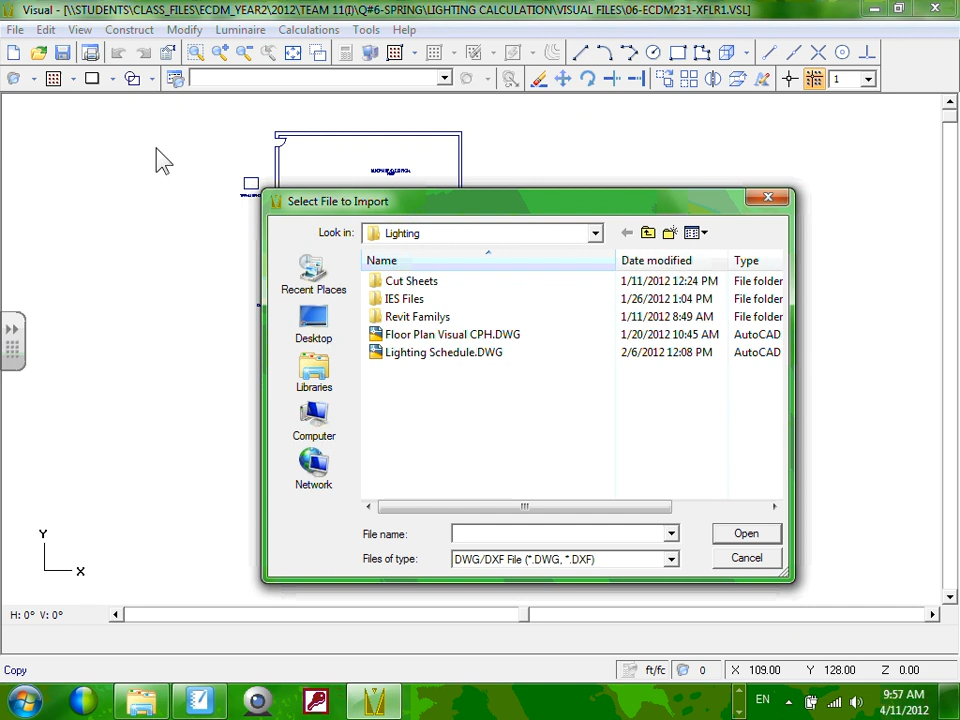 Visual - [\\STUDENTS\CLASS_FILES\ECDM_YEAR2\2012\TEAM 11(I)\Q#6-SPRING\LIGHTING CALCULATION\VISUAL FILES\06-ECDM231-XFLR1.VSL]
File Edit View Construct Modify Luminaire Calculations Tools Help
1
Select File to Import
Look in: Lighting
Name Date modified Type
Recent Places
Desktop
Libraries
Computer
Network
Cut Sheets 1/11/2012 12:24 PM File folder
IES Files 1/26/2012 1:04 PM File folder
Revit Familys 1/11/2012 8:49 AM File folder
Floor Plan Visual CPH.DWG 1/20/2012 10:45 AM AutoCAD
Lighting Schedule.DWG 2/6/2012 12:08 PM AutoCAD
File name: Open
Files of type: DWG/DXF File (*.DWG, *.DXF) Cancel
Y
X
H: 0° V: 0°
Copy ft/fc 0 X 109.00 Y 128.00 Z 0.00
EN 9:57 AM
4/11/2012